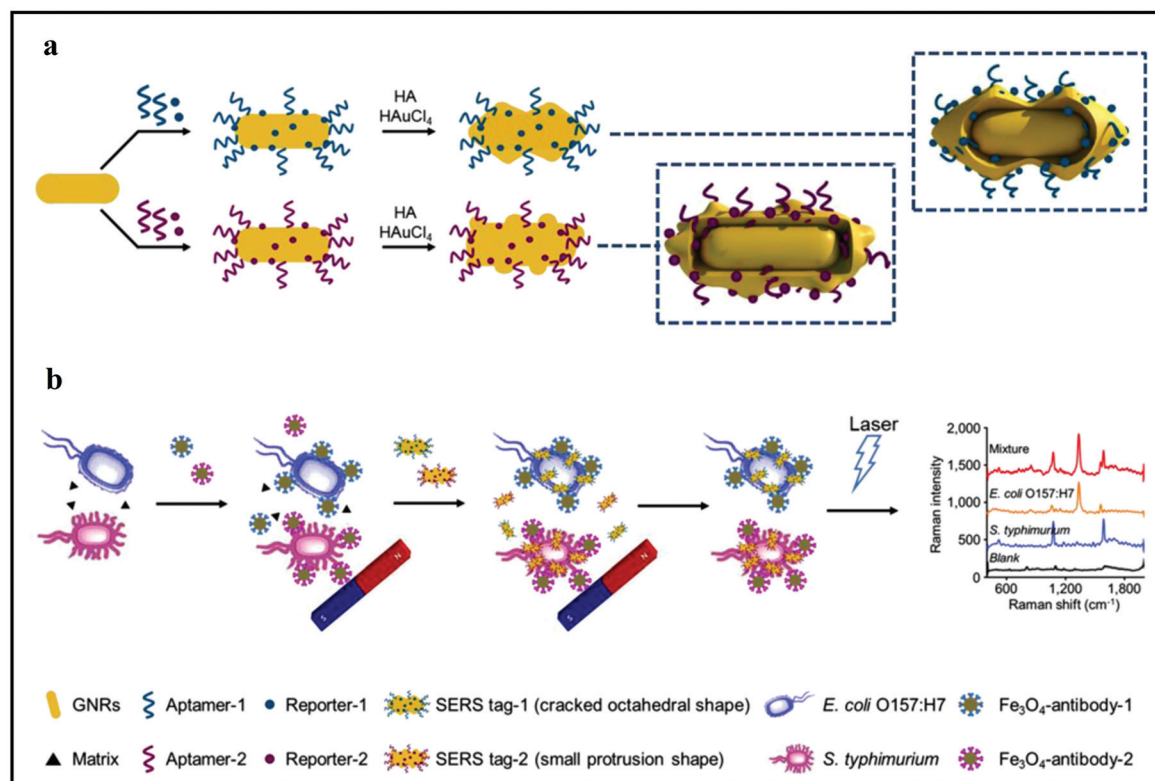 a
HA
HAuCl₄
HA
HAuCl₄
b
Laser
N
S
N
S
2,000
1,500
1,000
500
0
Raman intensity
Mixture
E. coli O157:H7
S. typhimurium
Blank
600 1,200 1,800
Raman shift (cm⁻¹)
GNRs Aptamer-1 Reporter-1 SERS tag-1 (cracked octahedral shape) E. coli O157:H7 Fe₃O₄-antibody-1
Matrix Aptamer-2 Reporter-2 SERS tag-2 (small protrusion shape) S. typhimurium Fe₃O₄-antibody-2